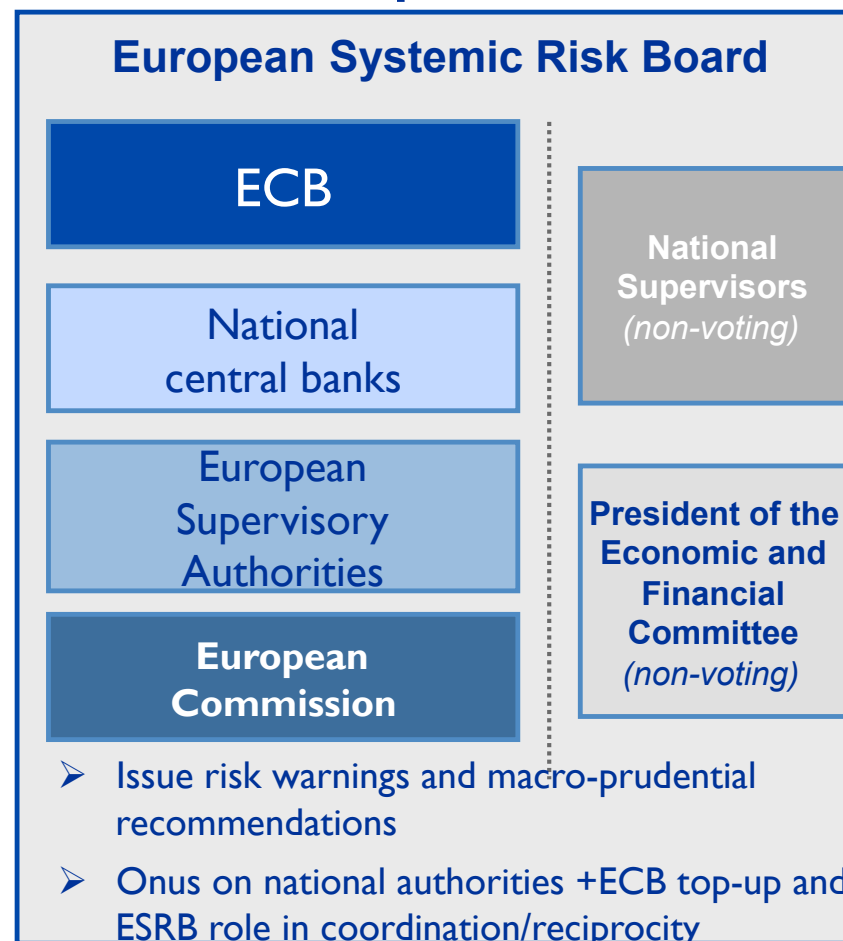 European Systemic Risk Board
ECB
National
central banks
European
Supervisory
Authorities
European
Commission
National
Supervisors
(non-voting)
President of the
Economic and
Financial
Committee
(non-voting)
➢ Issue risk warnings and macro-prudential
recommendations
➢ Onus on national authorities +ECB top-up and
ESRB role in coordination/reciprocity